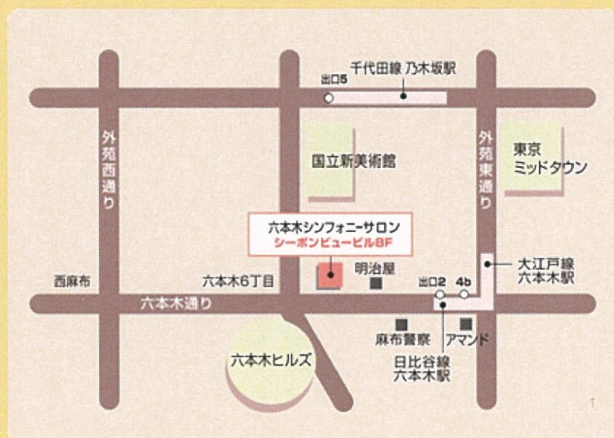 千代田線 乃木坂駅
出口5
外苑西通り
国立新美術館
外苑東通り
東京
ミッドタウン
六本木シンフォニーサロン
シーボンビュービル8F
西麻布
六本木6丁目
明治屋
出口2
4b
大江戸線
六本木駅
六本木通り
麻布警察
アマンド
日比谷線
六本木駅
六本木ヒルズ